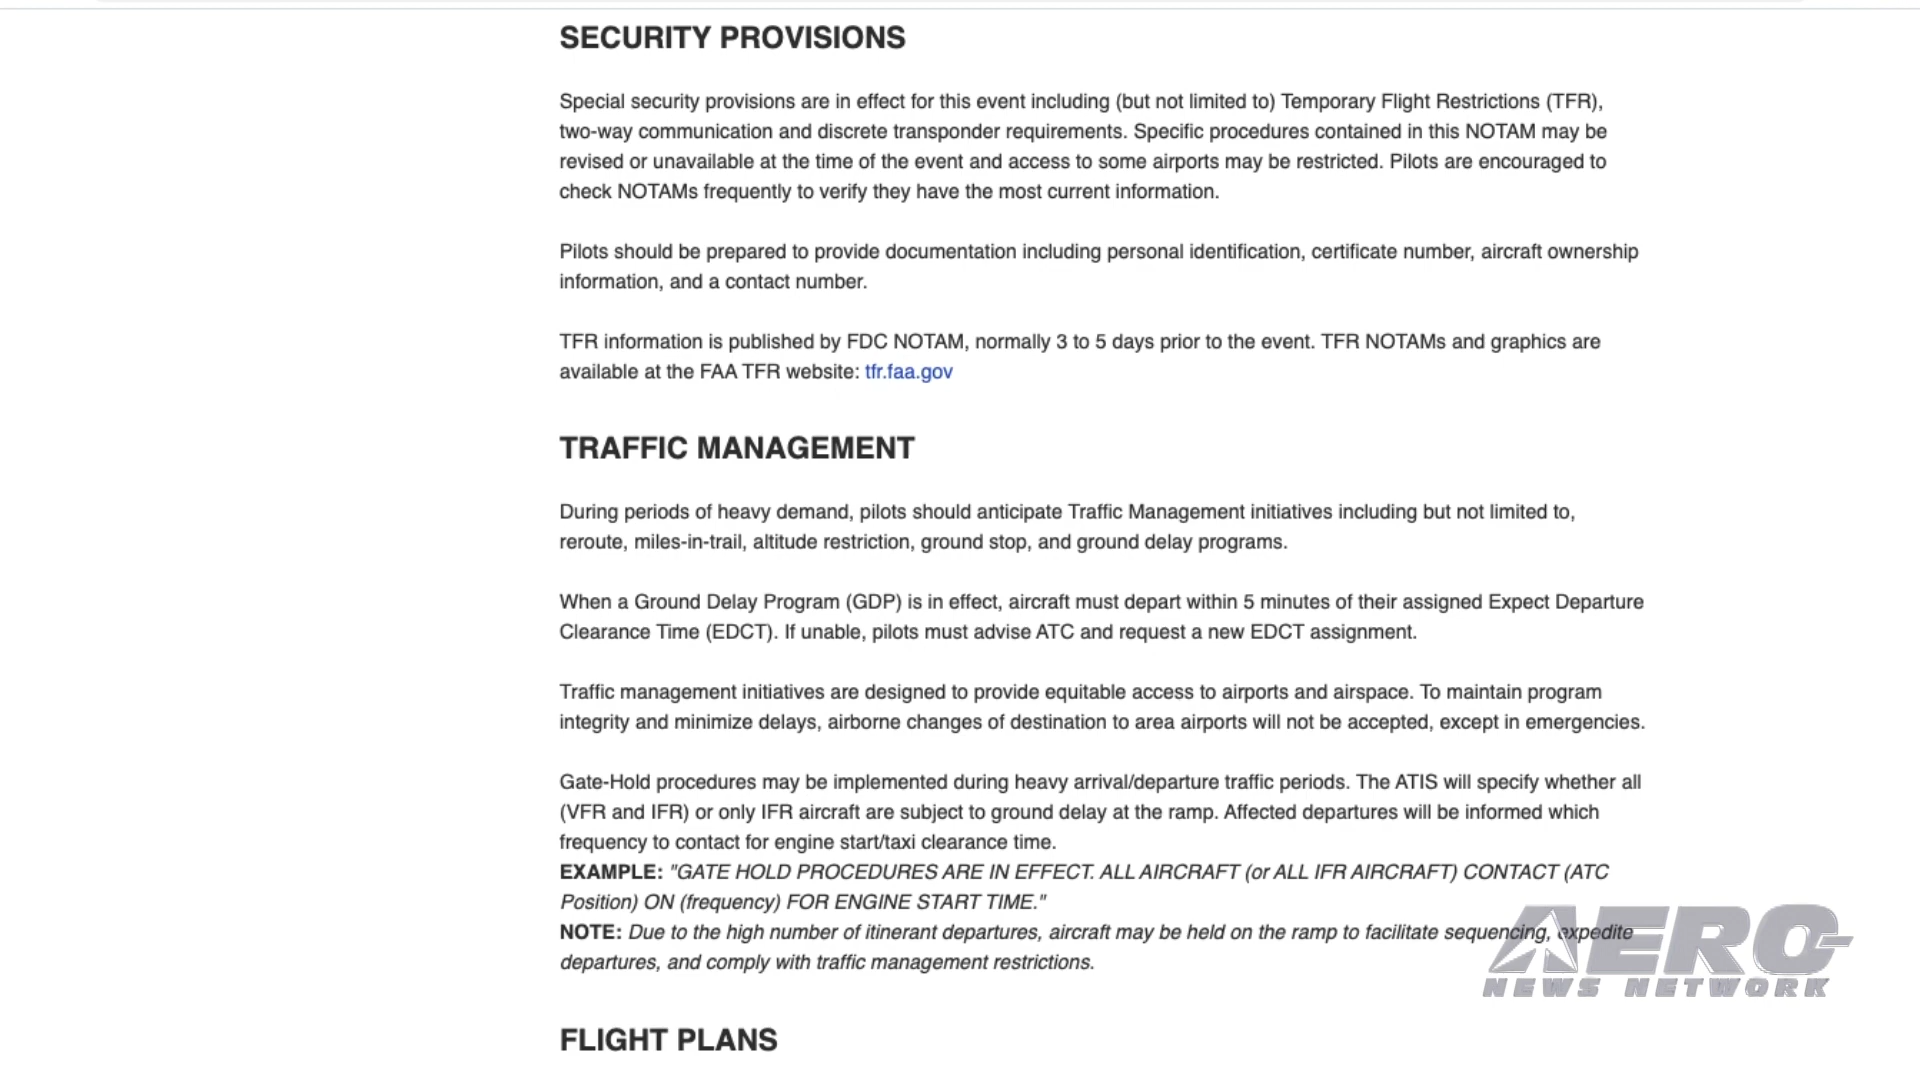 SECURITY PROVISIONS
Special security provisions are in effect for this event including (but not limited to) Temporary Flight Restrictions (TFR),
two-way communication and discrete transponder requirements. Specific procedures contained in this NOTAM may be
revised or unavailable at the time of the event and access to some airports may be restricted. Pilots are encouraged to
check NOTAMs frequently to verify they have the most current information.
Pilots should be prepared to provide documentation including personal identification, certificate number, aircraft ownership
information, and a contact number.
TFR information is published by FDC NOTAM, normally 3 to 5 days prior to the event. TFR NOTAMs and graphics are
available at the FAA TFR website: tfr.faa.gov
TRAFFIC MANAGEMENT
During periods of heavy demand, pilots should anticipate Traffic Management initiatives including but not limited to,
reroute, miles-in-trail, altitude restriction, ground stop, and ground delay programs.
When a Ground Delay Program (GDP) is in effect, aircraft must depart within 5 minutes of their assigned Expect Departure
Clearance Time (EDCT). If unable, pilots must advise ATC and request a new EDCT assignment.
Traffic management initiatives are designed to provide equitable access to airports and airspace. To maintain program
integrity and minimize delays, airborne changes of destination to area airports will not be accepted, except in emergencies.
Gate-Hold procedures may be implemented during heavy arrival/departure traffic periods. The ATIS will specify whether all
(VFR and IFR) or only IFR aircraft are subject to ground delay at the ramp. Affected departures will be informed which
frequency to contact for engine start/taxi clearance time.
EXAMPLE: "GATE HOLD PROCEDURES ARE IN EFFECT. ALL AIRCRAFT (or ALL IFR AIRCRAFT) CONTACT (ATC
Position) ON (frequency) FOR ENGINE START TIME."
NOTE: Due to the high number of itinerant departures, aircraft may be held on the ramp to facilitate sequencing, expedite
departures, and comply with traffic management restrictions.
AERO-
NEWS NETWORK
FLIGHT PLANS